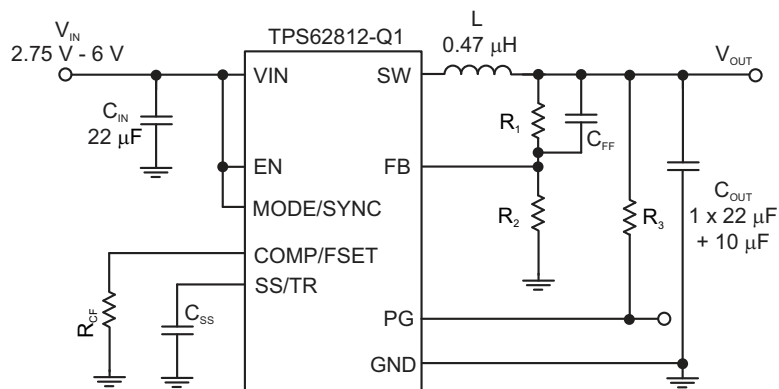 TPS62812-Q1
L
0.47 μH
V_IN
2.75 V - 6 V
V_OUT
VIN
SW
C_IN
22 μF
R_1
C_FF
EN
FB
MODE/SYNC
R_2
R_3
C_OUT
1 x 22 μF
+ 10 μF
COMP/FSET
SS/TR
R_CF
C_SS
PG
GND